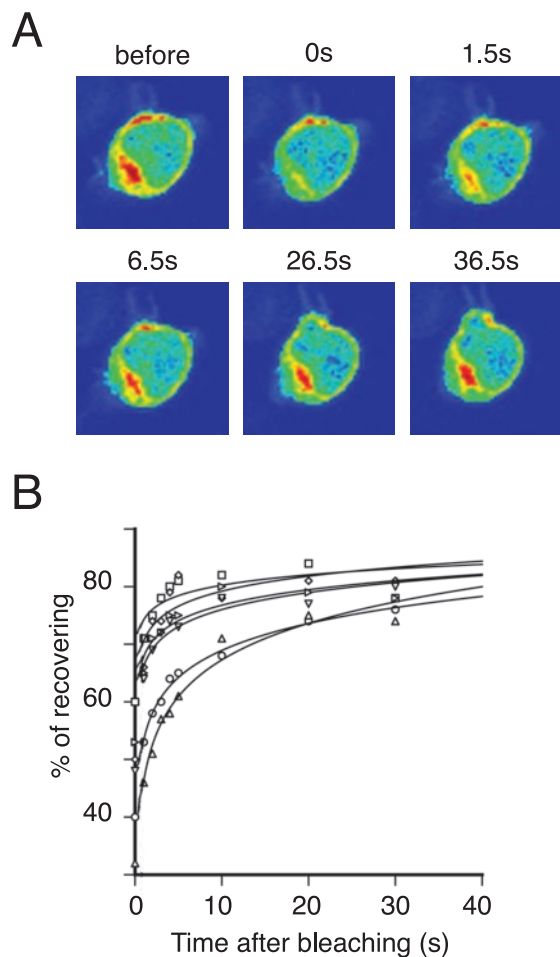 A
before 0s 1.5s
6.5s 26.5s 36.5s
B
80
60
40
% of recovering
0 10 20 30 40
Time after bleaching (s)